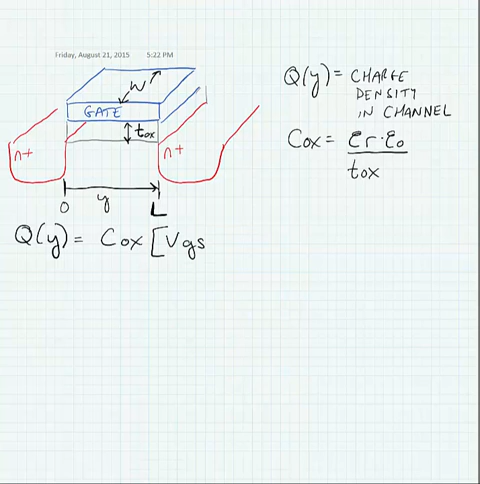 Friday, August 21, 2015 5:22 PM
W
GATE
tox
n+ n+
0 y L
Q(y) = Cox [Vgs
Q(y) = CHARGE
DENSITY
IN CHANNEL
Cox = εr·ε0
tox